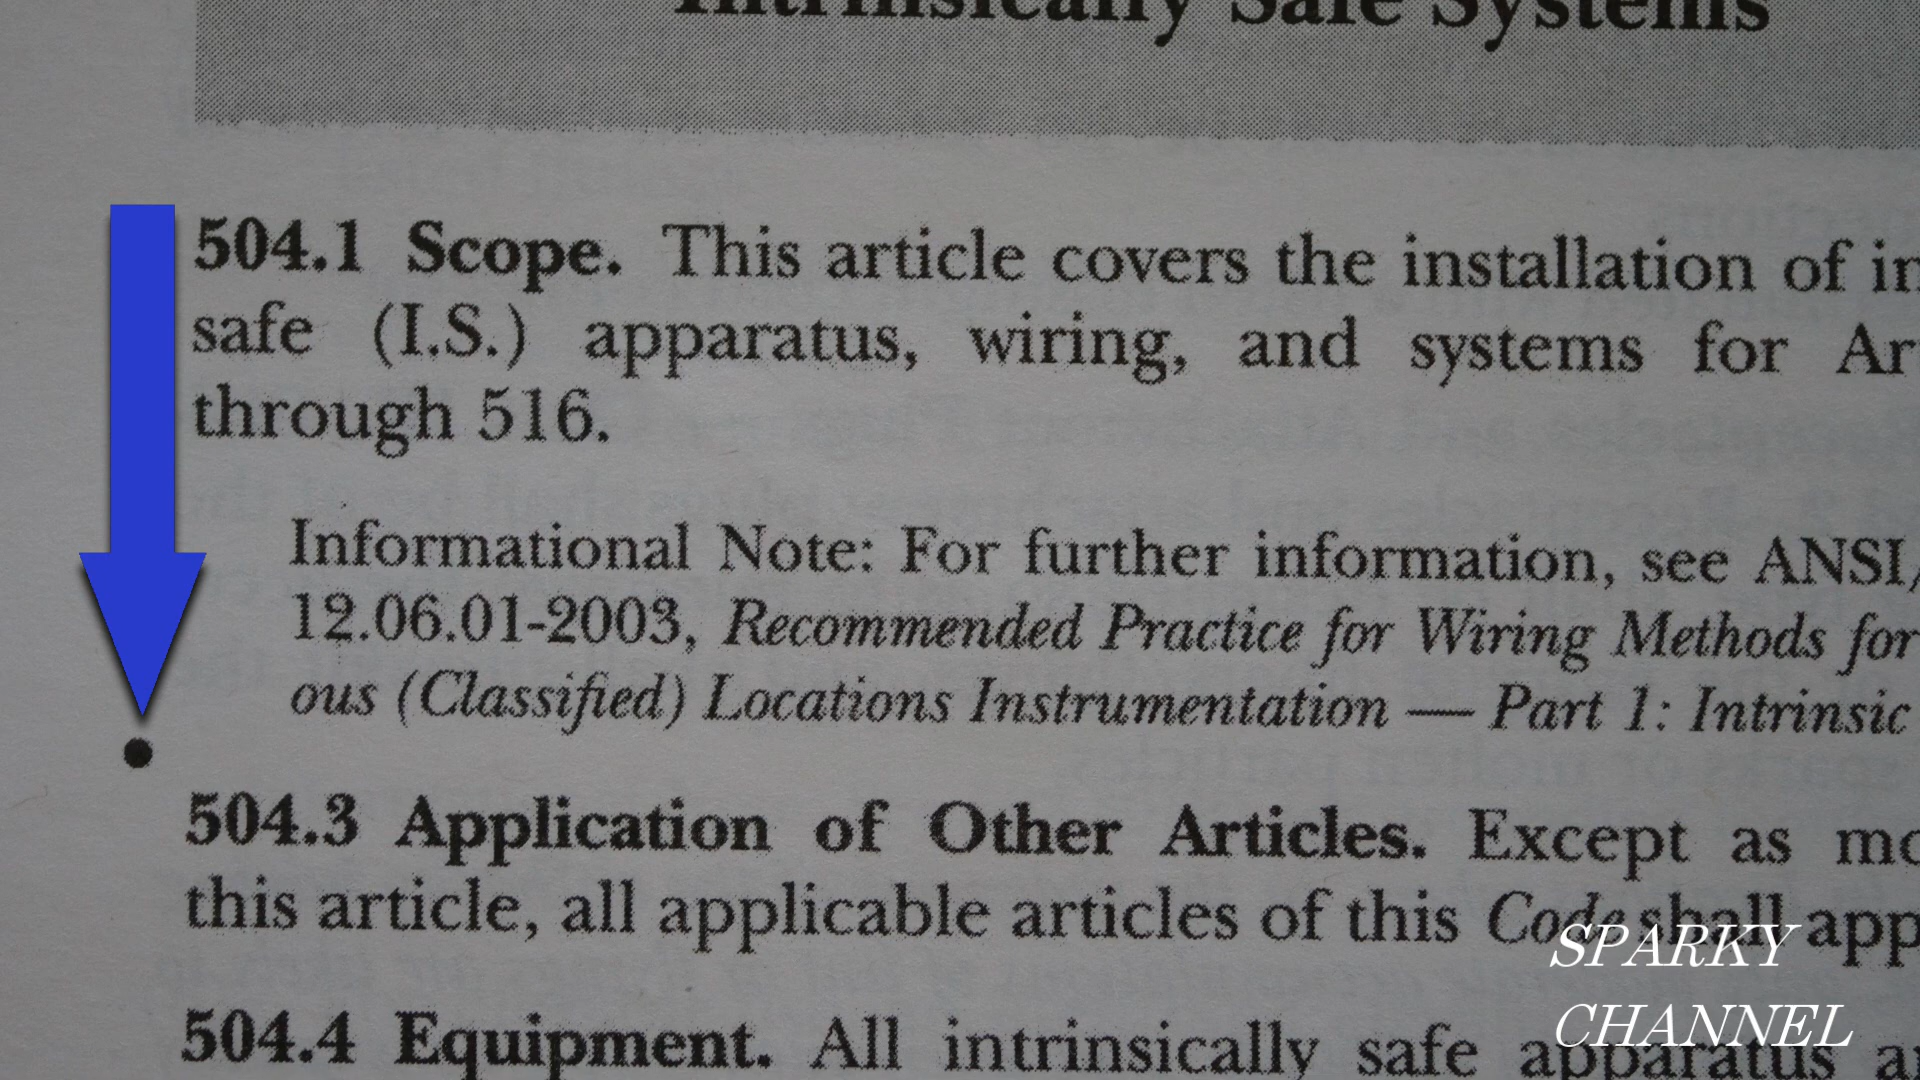 Intrinsically Safe Systems
504.1 Scope. This article covers the installation of in
safe (I.S.) apparatus, wiring, and systems for Ar
through 516.
Informational Note: For further information, see ANSI/
12.06.01-2003, Recommended Practice for Wiring Methods for
ous (Classified) Locations Instrumentation — Part 1: Intrinsic
504.3 Application of Other Articles. Except as mo
this article, all applicable articles of this Code shall app
504.4 Equipment. All intrinsically safe apparatus a
SPARKY
CHANNEL